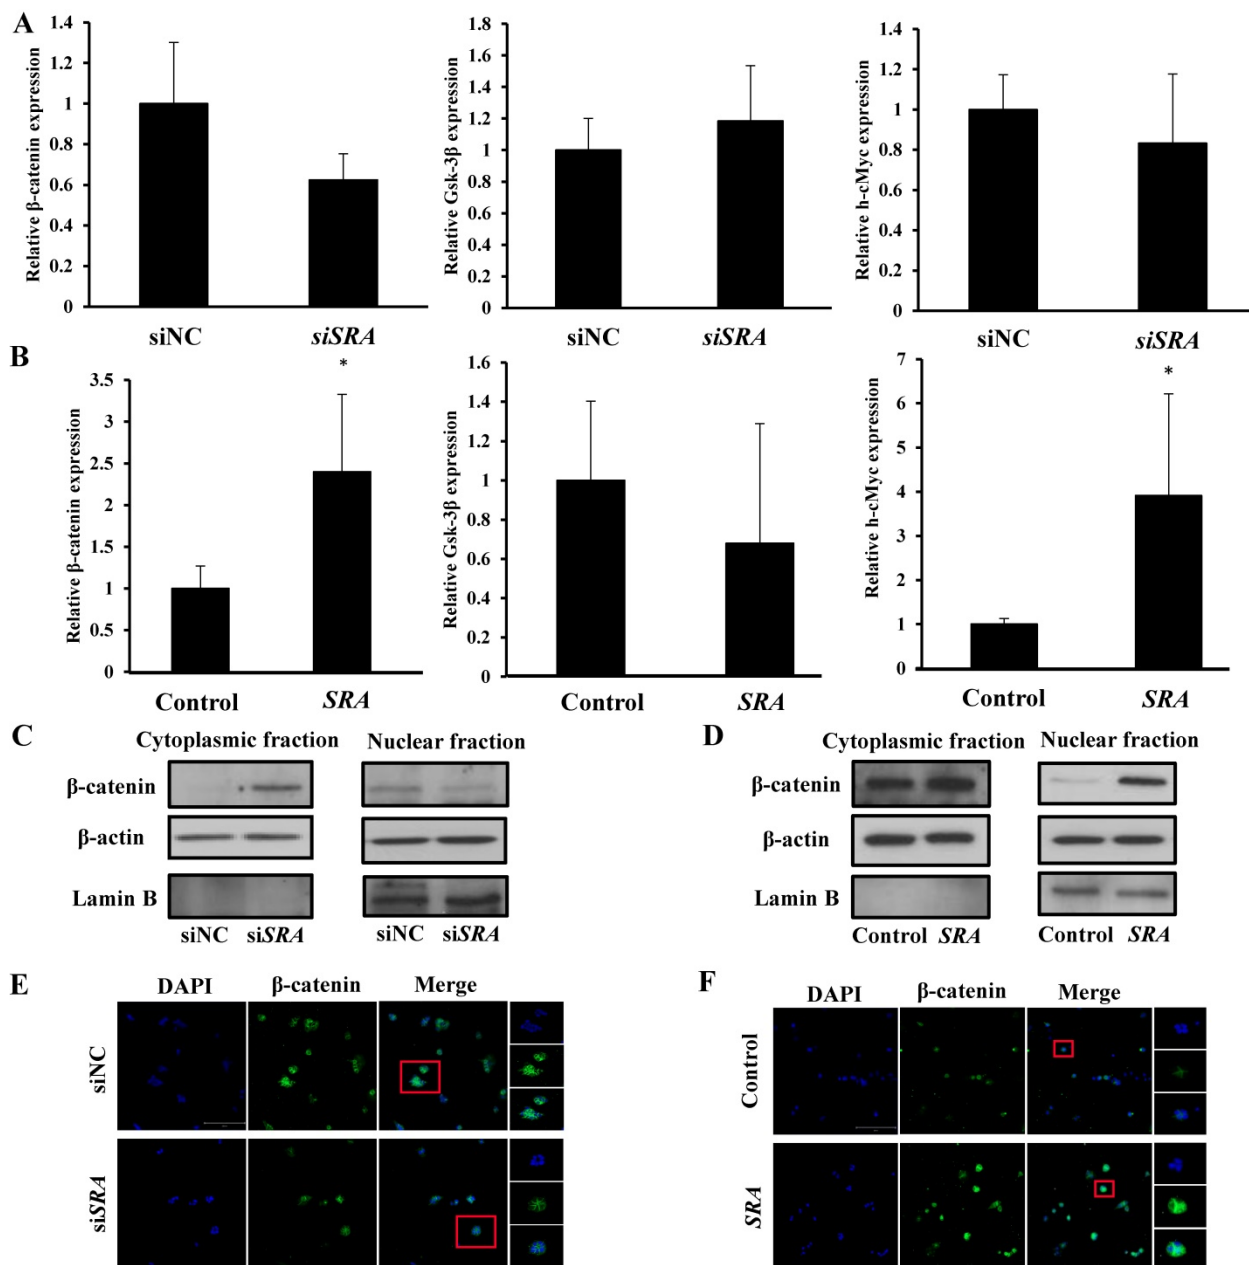 A
Relative β-catenin expression
1.4
1.2
1
0.8
0.6
0.4
0.2
0
siNC
siSRA
Relative Gsk-3β expression
1.8
1.6
1.4
1.2
1
0.8
0.6
0.4
0.2
0
siNC
siSRA
Relative h-cMyc expression
1.4
1.2
1
0.8
0.6
0.4
0.2
0
siNC
siSRA
B
Relative β-catenin expression
3.5
3
2.5
2
1.5
1
0.5
0
*
Control
SRA
Relative Gsk-3β expression
1.6
1.4
1.2
1
0.8
0.6
0.4
0.2
0
Control
SRA
Relative h-cMyc expression
7
6
5
4
3
2
1
0
*
Control
SRA
C
Cytoplasmic fraction
Nuclear fraction
β-catenin
β-actin
Lamin B
siNC
siSRA
siNC
siSRA
D
Cytoplasmic fraction
Nuclear fraction
β-catenin
β-actin
Lamin B
Control
SRA
Control
SRA
E
DAPI
β-catenin
Merge
siNC
siSRA
F
DAPI
β-catenin
Merge
Control
SRA